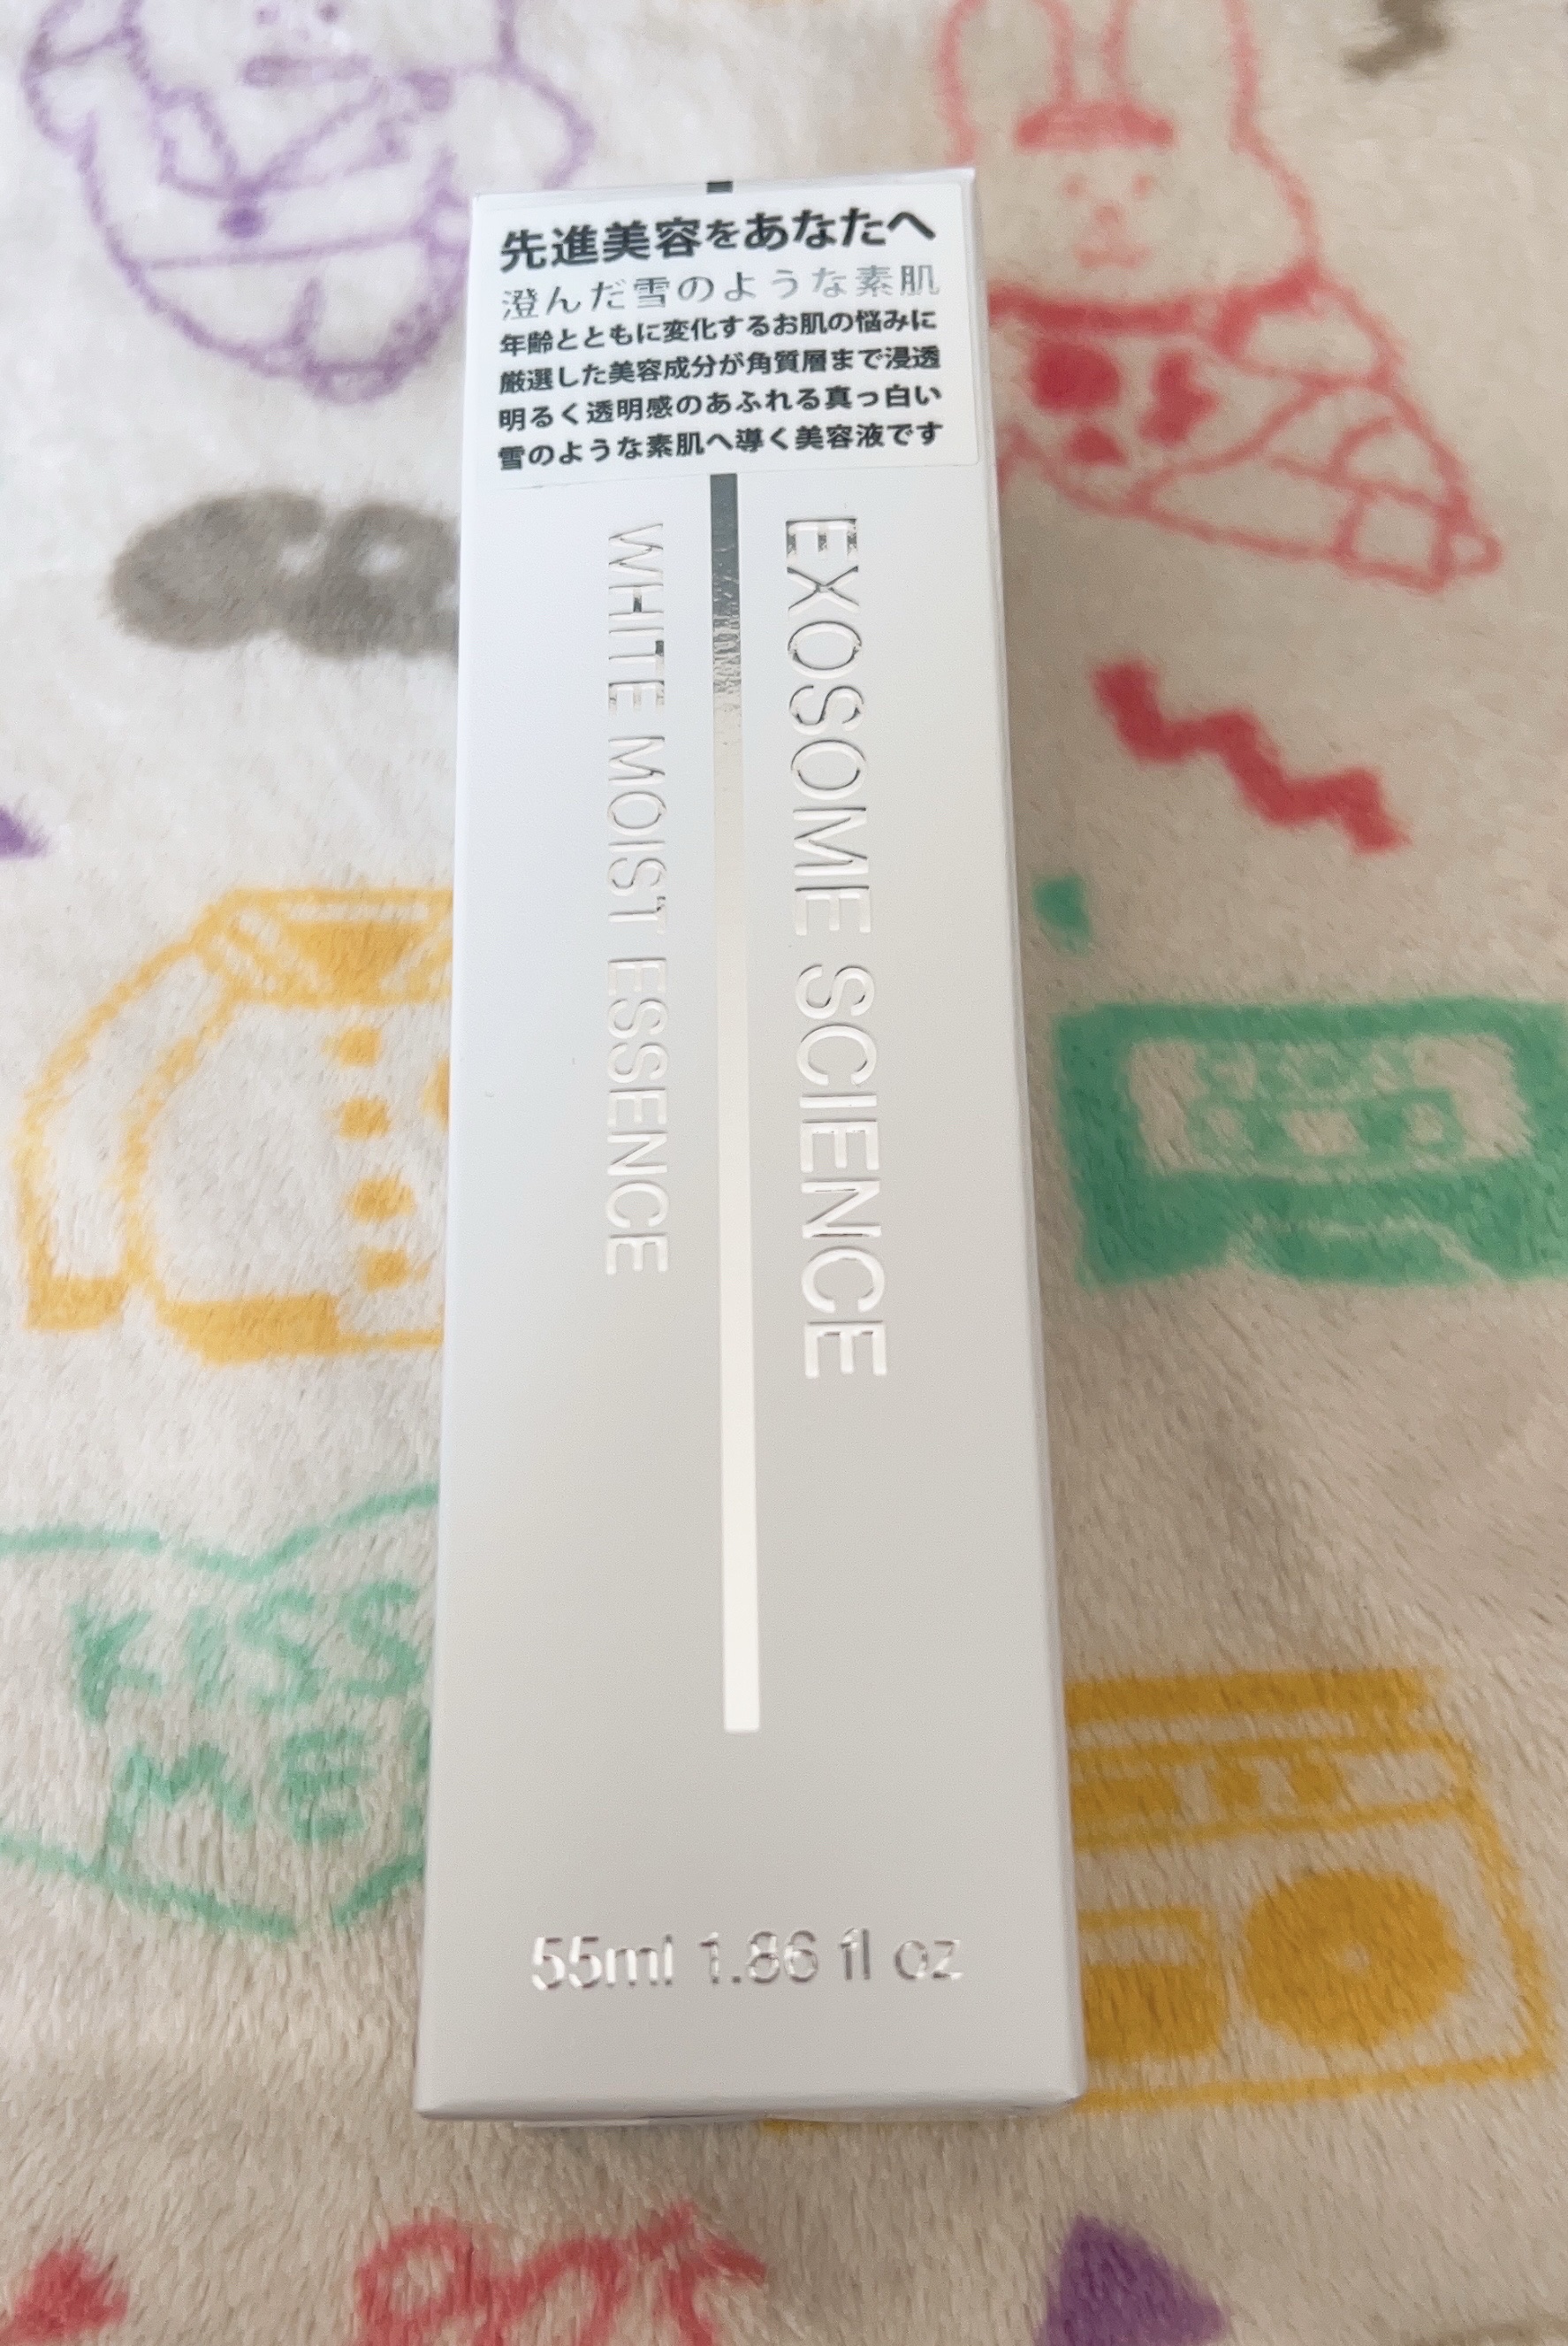 先進美容をあなたへ
澄んだ雪のような素肌
年齢とともに変化するお肌の悩みに
厳選した美容成分が角質層まで浸透
明るく透明感のあふれる真っ白い
雪のような素肌へ導く美容液です
EXOSOME SCIENCE
WHITE MOIST ESSENCE
55ml 1.86 fl oz
KISS
ME